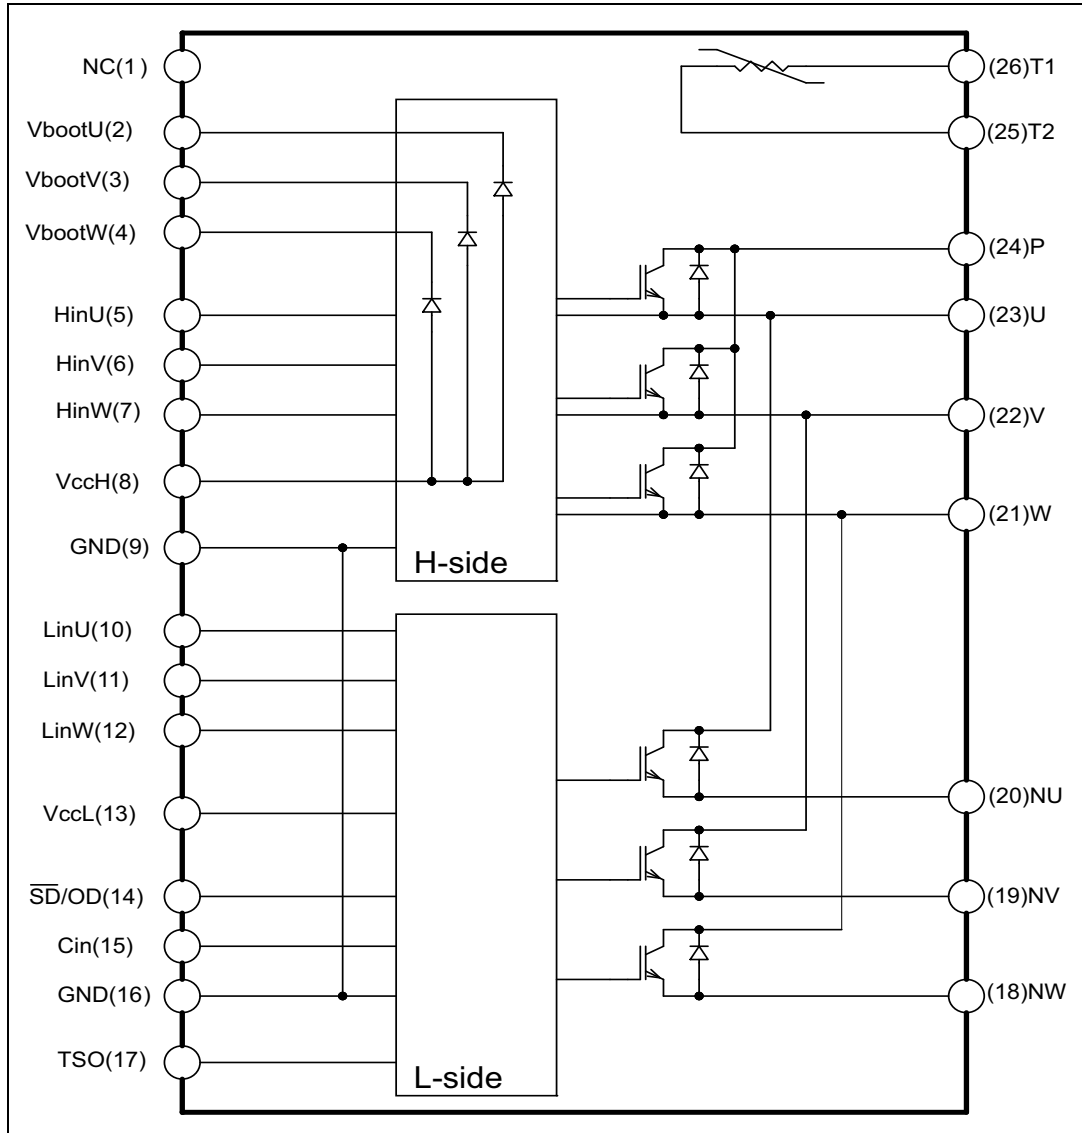 NC(1)
VbootU(2)
VbootV(3)
VbootW(4)
HinU(5)
HinV(6)
HinW(7)
VccH(8)
GND(9)
LinU(10)
LinV(11)
LinW(12)
VccL(13)
S̅D̅/OD(14)
Cin(15)
GND(16)
TSO(17)
H-side
L-side
(26)T1
(25)T2
(24)P
(23)U
(22)V
(21)W
(20)NU
(19)NV
(18)NW